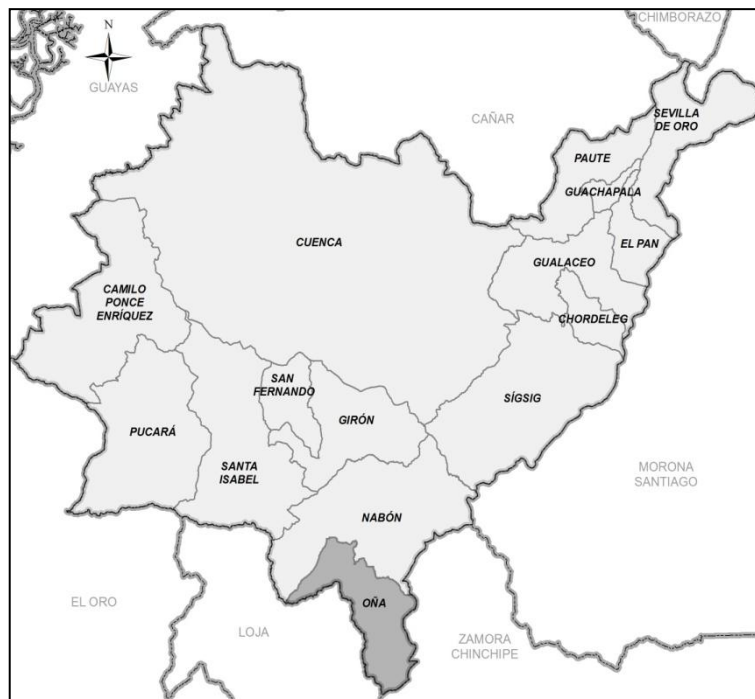 CHIMBORAZO
N
GUAYAS
CAÑAR
SEVILLA
DE ORO
PAUTE
GUACHAPALA
CUENCA
EL PAN
GUALACEO
CAMILO
PONCE
ENRÍQUEZ
CHORDELEG
SAN
FERNANDO
SÍGSIG
GIRÓN
PUCARÁ
SANTA
ISABEL
MORONA
SANTIAGO
NABÓN
EL ORO
OÑA
LOJA
ZAMORA
CHINCHIPE